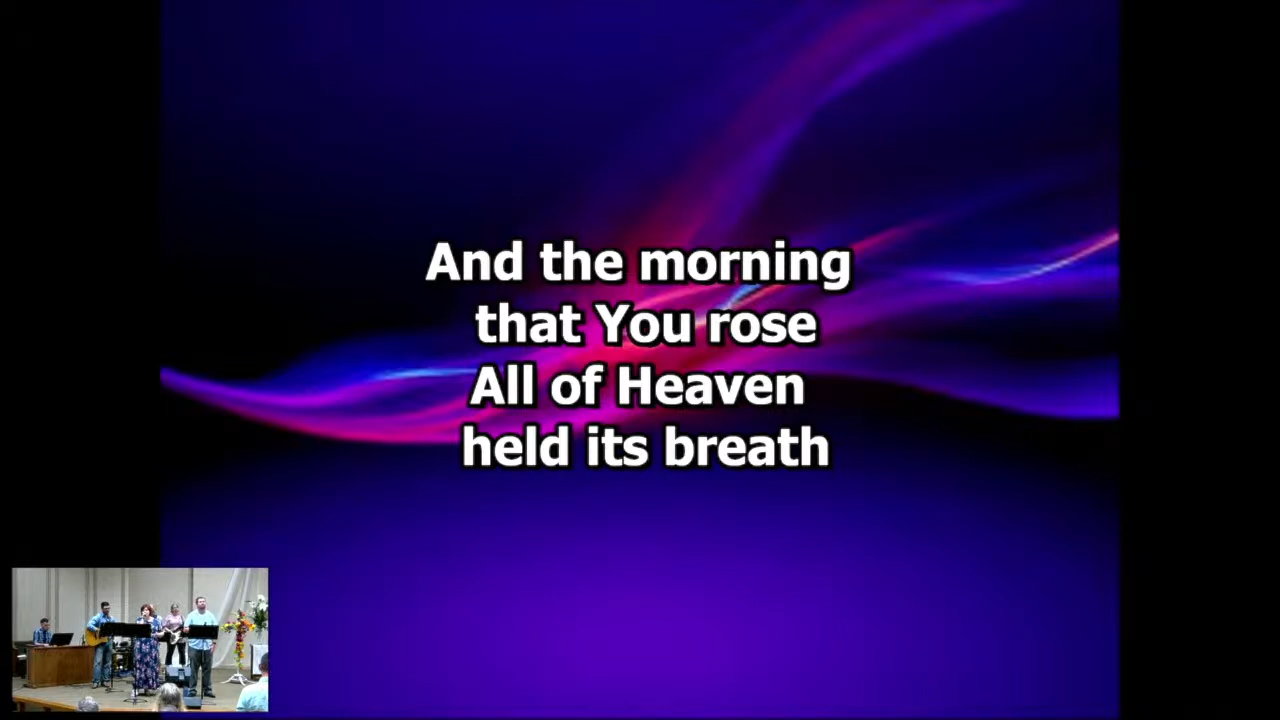 And the morning
that You rose
All of Heaven
held its breath